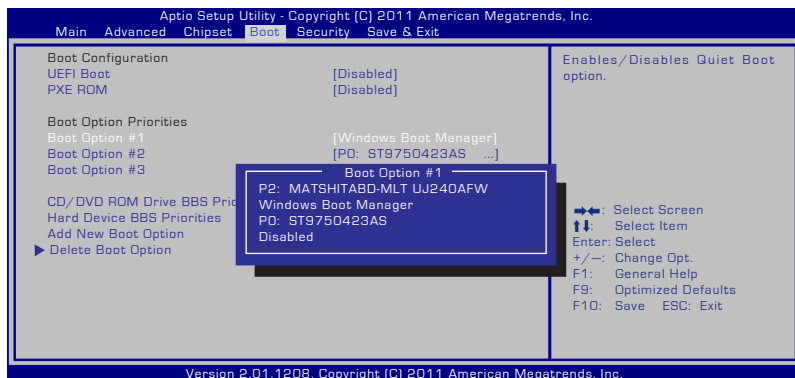 Aptio Setup Utility - Copyright (C) 2011 American Megatrends, Inc.
Main Advanced Chipset Boot Security Save & Exit
Boot Configuration
UEFI Boot [Disabled]
PXE ROM [Disabled]
Boot Option Priorities
Boot Option #1 [Windows Boot Manager]
Boot Option #2 [P0: ST9750423AS ...]
Boot Option #3
CD/DVD ROM Drive BBS Prio
Hard Device BBS Priorities
Add New Boot Option
Delete Boot Option
Boot Option #1
P2: MATSHITABD-MLT UJ240AFW
Windows Boot Manager
P0: ST9750423AS
Disabled
Enables/Disables Quiet Boot
option.
→←: Select Screen
↑↓: Select Item
Enter: Select
+/—: Change Opt.
F1: General Help
F9: Optimized Defaults
F10: Save ESC: Exit
Version 2.01.1208. Copyright (C) 2011 American Megatrends, Inc.